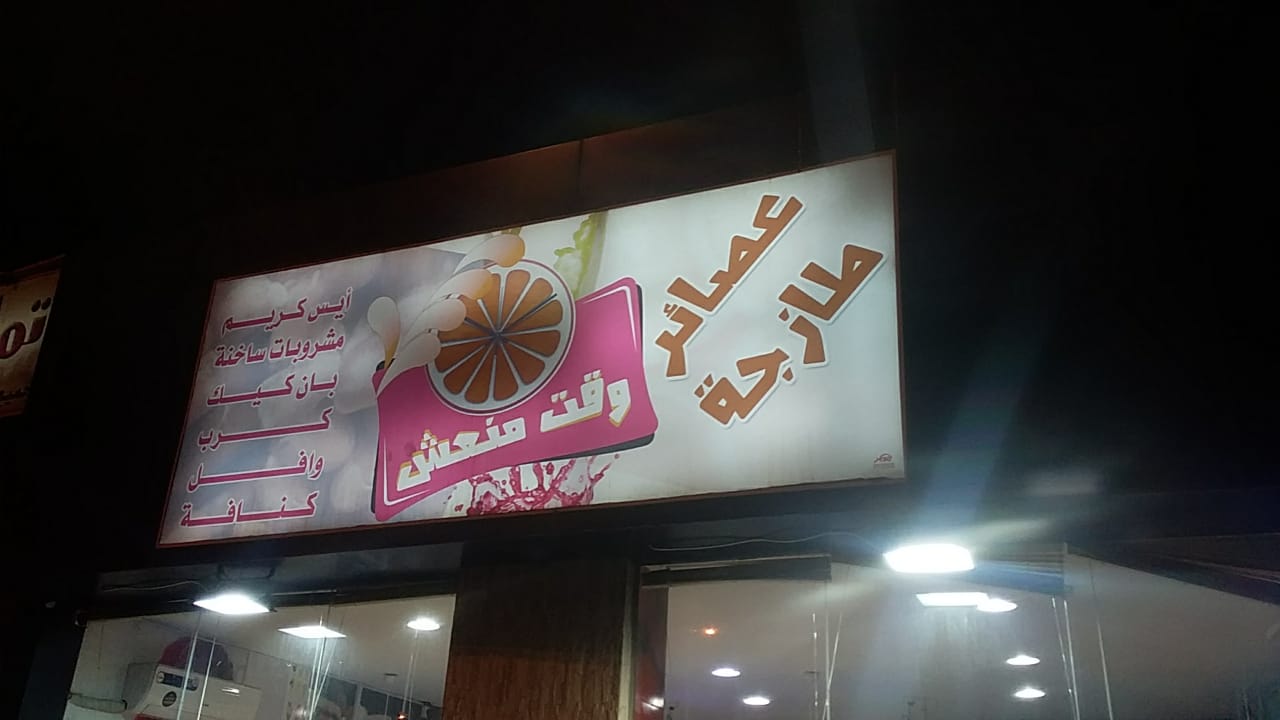 عصائر
طازجة
وقت منعش
أيس كريم
مشروبات ساخنة
بان كيك
كرب
وافل
كنافة